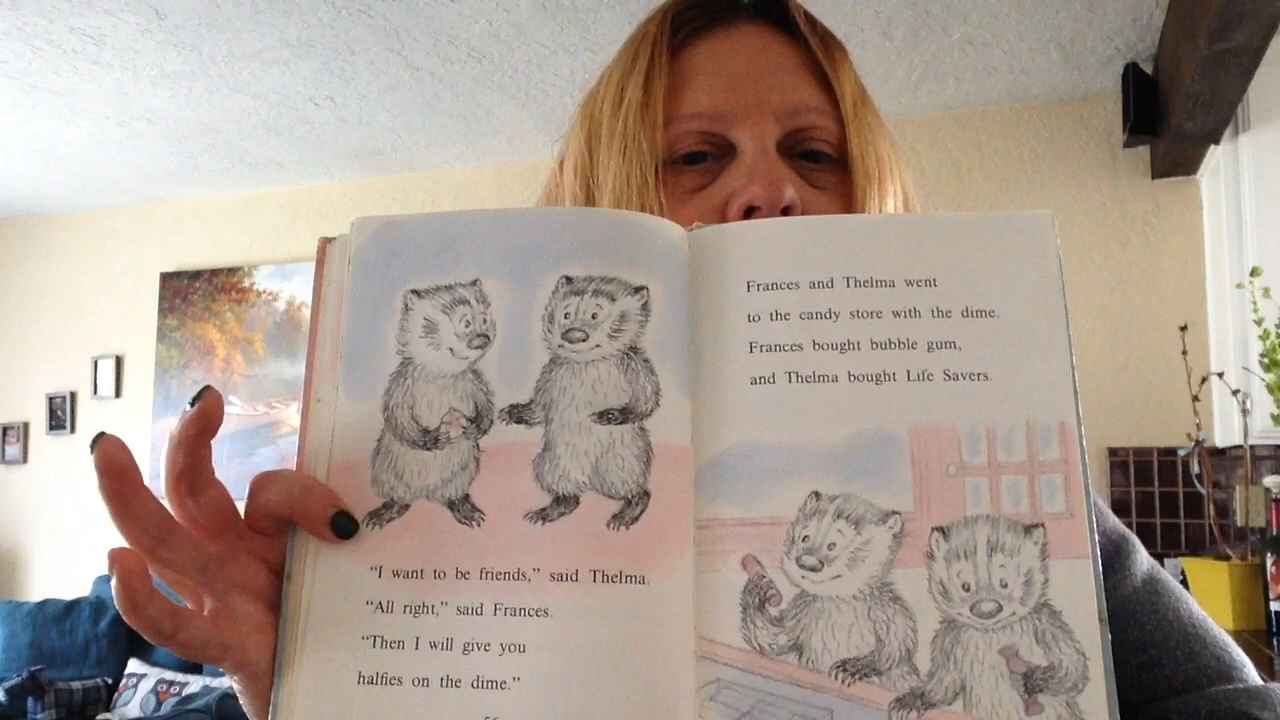 "I want to be friends," said Thelma.
"All right," said Frances.
"Then I will give you
halfies on the dime."
Frances and Thelma went
to the candy store with the dime.
Frances bought bubble gum,
and Thelma bought Life Savers.